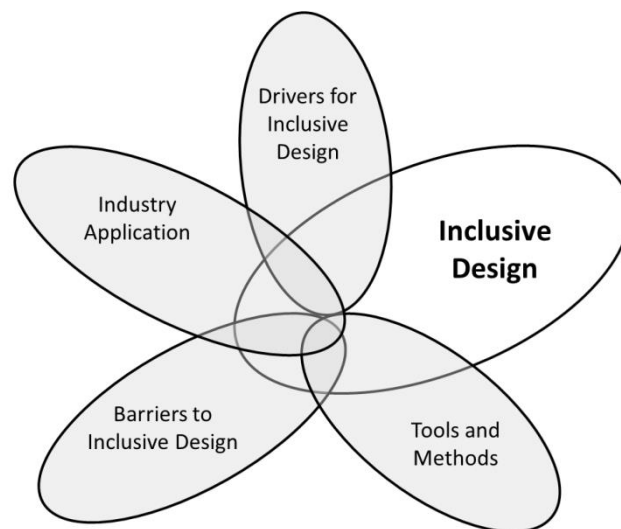 Drivers for
Inclusive
Design
Industry
Application
Inclusive
Design
Barriers to
Inclusive Design
Tools and
Methods